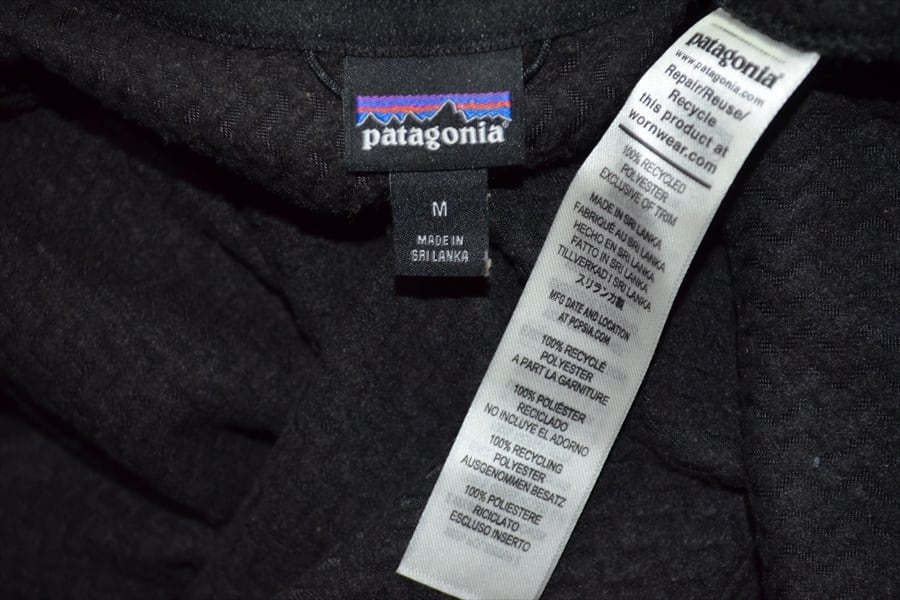 patagonia
M
MADE IN
SRI LANKA
patagonia
www.patagonia.com
Repair/Reuse/
Recycle
this product at
wornwear.com
100% RECYCLED
POLYESTER
EXCLUSIVE OF TRIM
MADE IN SRI LANKA
FABRIQUÉ AU SRI LANKA
HECHO EN SRI LANKA
FATTO IN SRI LANKA
TILLVERKAD I SRI LANKA
スリランカ製
MFG DATE AND LOCATION
AT PCPSIA.COM
100% RECYCLÉ
POLYESTER
A PART LA GARNITURE
100% POLIÉSTER
RECICLADO
NO INCLUYE EL ADORNO
100% RECYCLING
POLYESTER
AUSGENOMMEN BESATZ
100% POLIESTERE
RICICLATO
ESCLUSO INSERTO